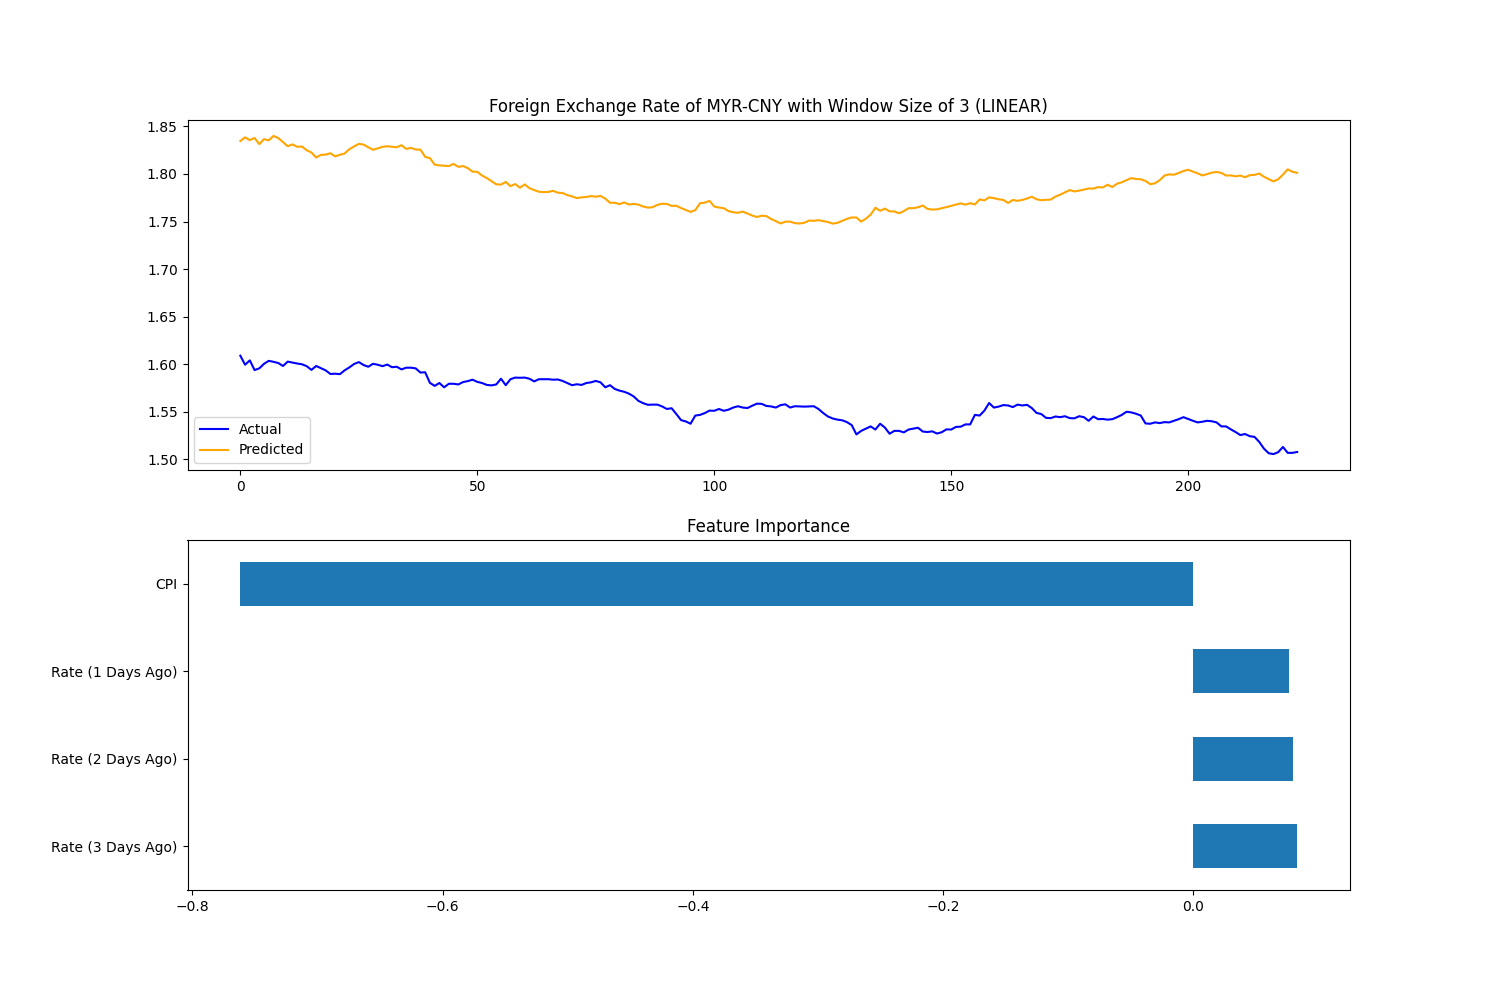 Foreign Exchange Rate of MYR-CNY with Window Size of 3 (LINEAR)
1.85
1.80
1.75
1.70
1.65
1.60
1.55
1.50
Actual
Predicted
0 50 100 150 200
Feature Importance
CPI
Rate (1 Days Ago)
Rate (2 Days Ago)
Rate (3 Days Ago)
−0.8 −0.6 −0.4 −0.2 0.0